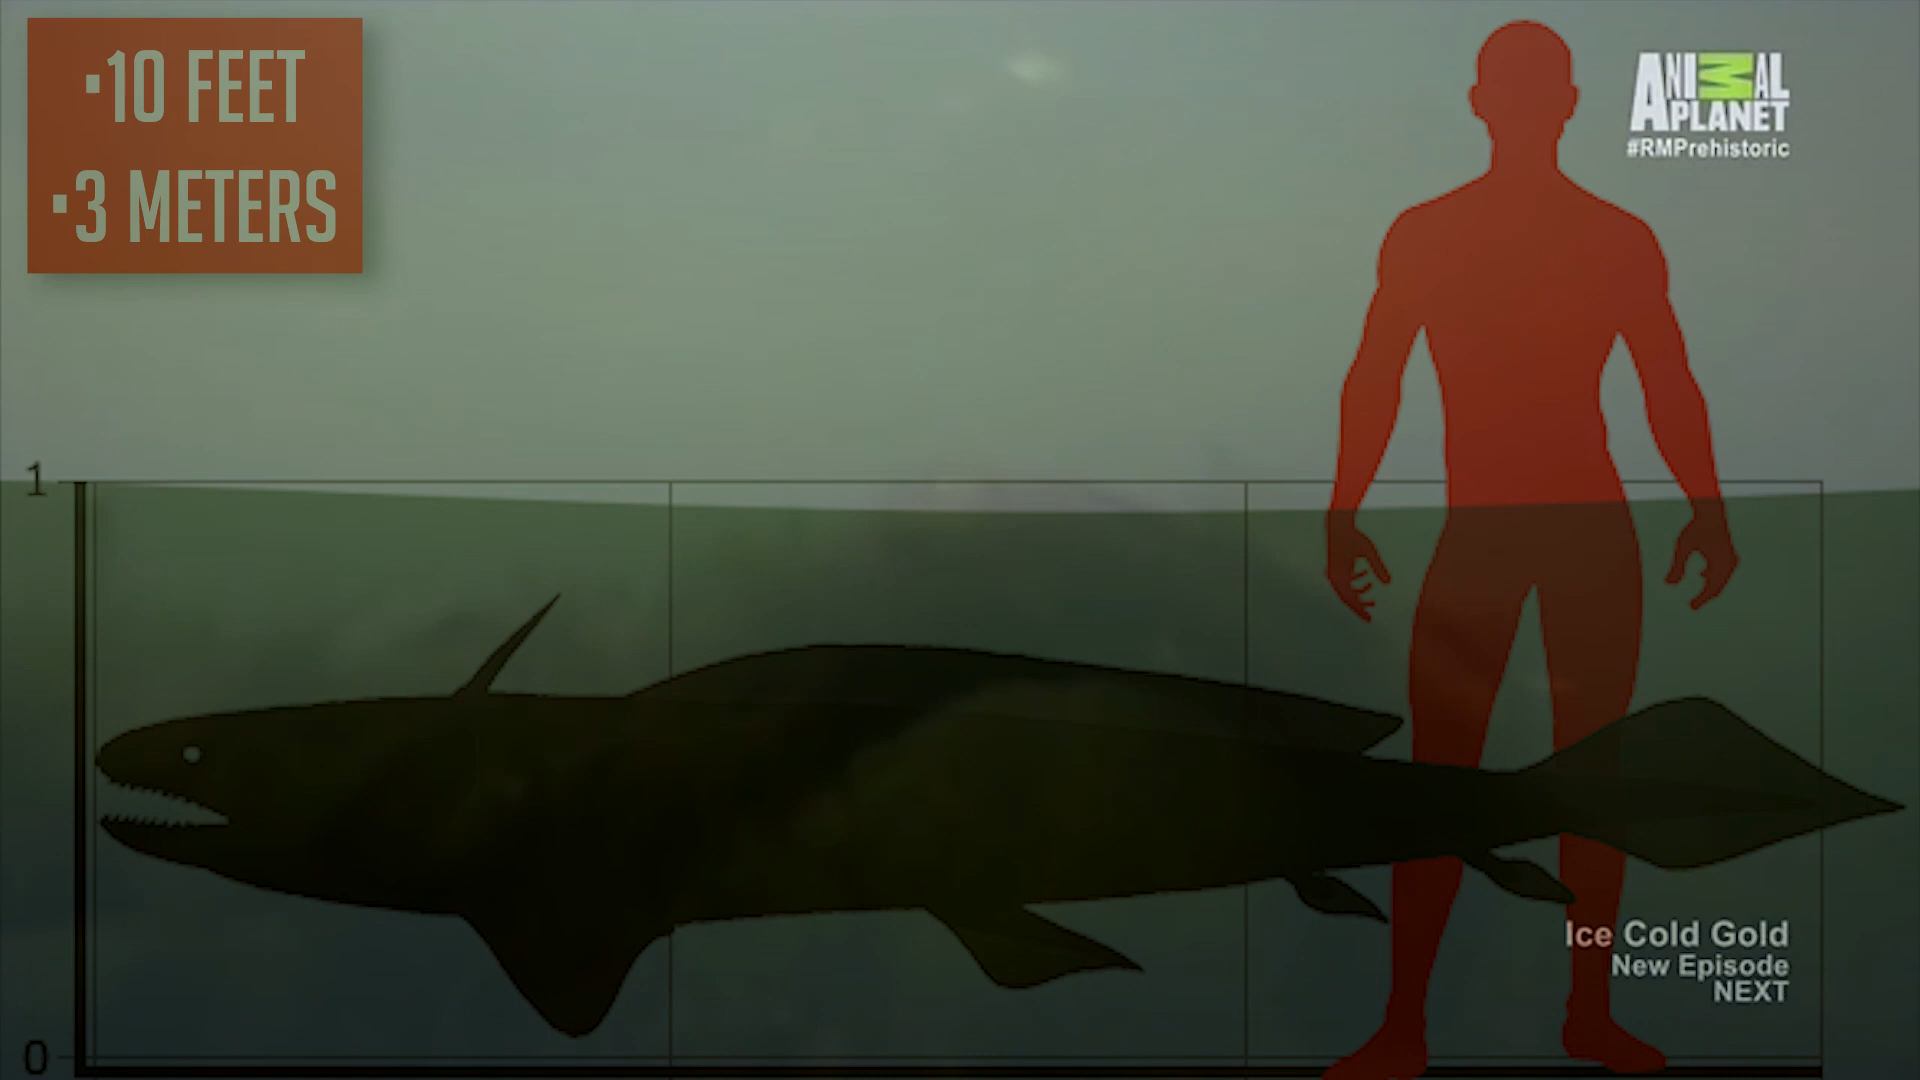 ▪10 FEET
▪3 METERS
ANIMAL
PLANET
#RMPrehistoric
1
0
Ice Cold Gold
New Episode
NEXT